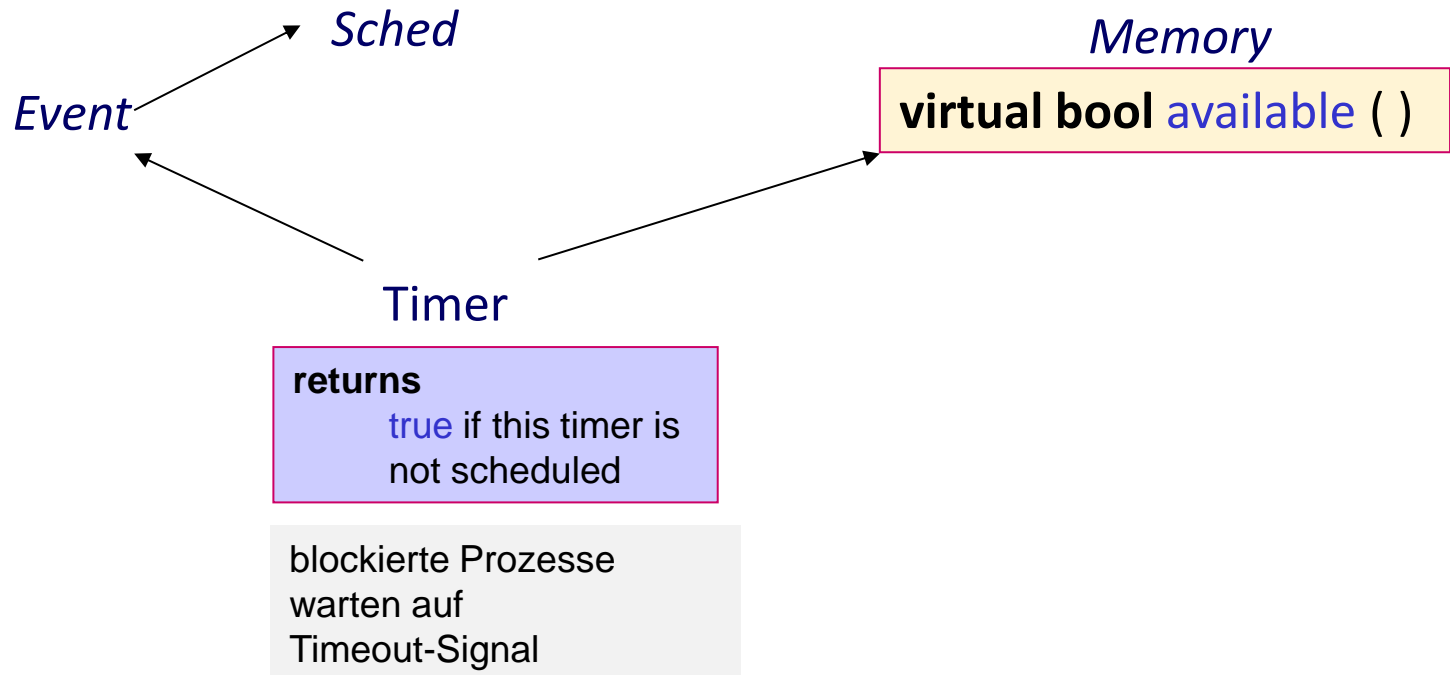 Sched
Memory
Event
virtual bool available ( )
Timer
returns
true if this timer is
not scheduled
blockierte Prozesse
warten auf
Timeout-Signal